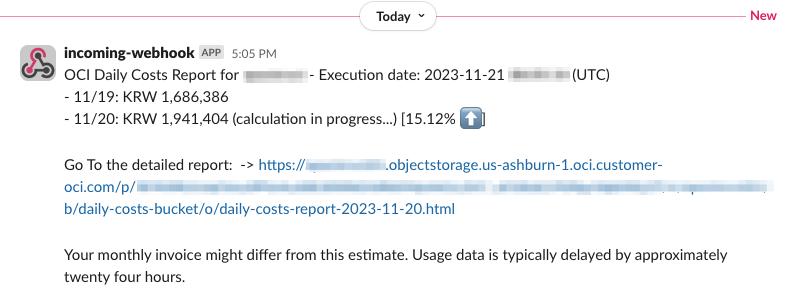 Today
New
incoming-webhook APP 5:05 PM
OCI Daily Costs Report for - Execution date: 2023-11-21 (UTC)
- 11/19: KRW 1,686,386
- 11/20: KRW 1,941,404 (calculation in progress...) [15.12% ⬆️]
Go To the detailed report: -> https://.objectstorage.us-ashburn-1.oci.customer-
oci.com/p/
b/daily-costs-bucket/o/daily-costs-report-2023-11-20.html
Your monthly invoice might differ from this estimate. Usage data is typically delayed by approximately
twenty four hours.